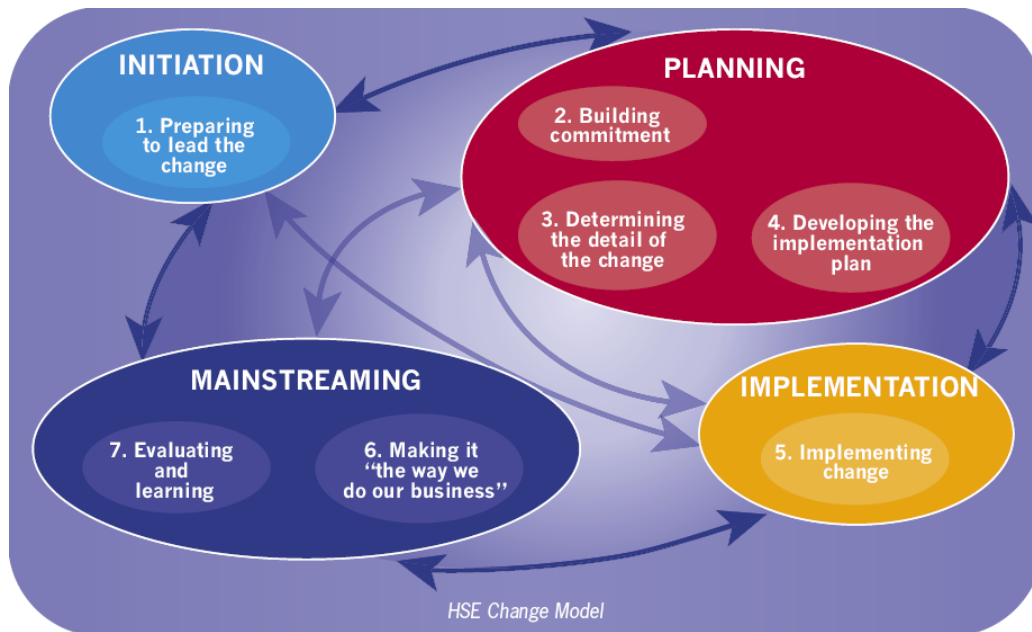 INITIATION
1. Preparing
to lead the
change
PLANNING
2. Building
commitment
3. Determining
the detail of
the change
4. Developing the
implementation
plan
MAINSTREAMING
7. Evaluating
and
learning
6. Making it
“the way we
do our business”
IMPLEMENTATION
5. Implementing
change
HSE Change Model